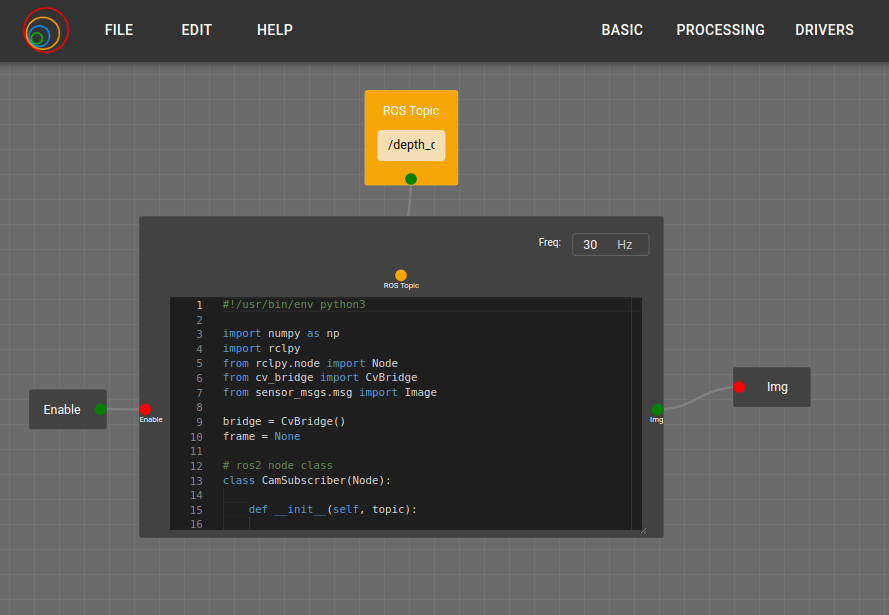 FILE EDIT HELP BASIC PROCESSING DRIVERS
ROS Topic
/depth_c
Freq: 30 Hz
ROS Topic
1 #!/usr/bin/env python3
2
3 import numpy as np
4 import rclpy
5 from rclpy.node import Node
6 from cv_bridge import CvBridge
7 from sensor_msgs.msg import Image
8
9 bridge = CvBridge()
10 frame = None
11
12 # ros2 node class
13 class CamSubscriber(Node):
14
15     def __init__(self, topic):
16
Enable
Enable
Img
Img